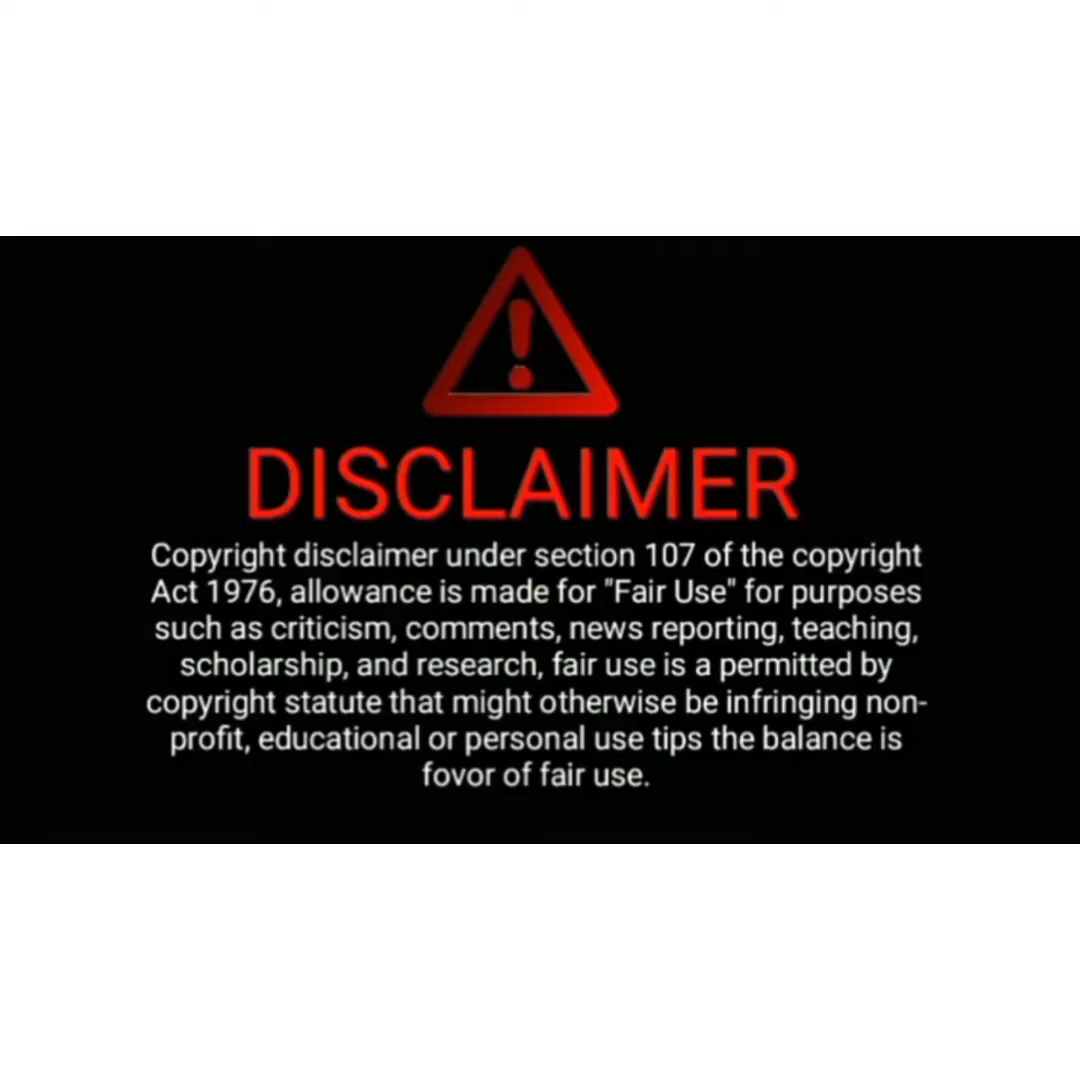 DISCLAIMER
Copyright disclaimer under section 107 of the copyright
Act 1976, allowance is made for "Fair Use" for purposes
such as criticism, comments, news reporting, teaching,
scholarship, and research, fair use is a permitted by
copyright statute that might otherwise be infringing non-
profit, educational or personal use tips the balance is
fovor of fair use.